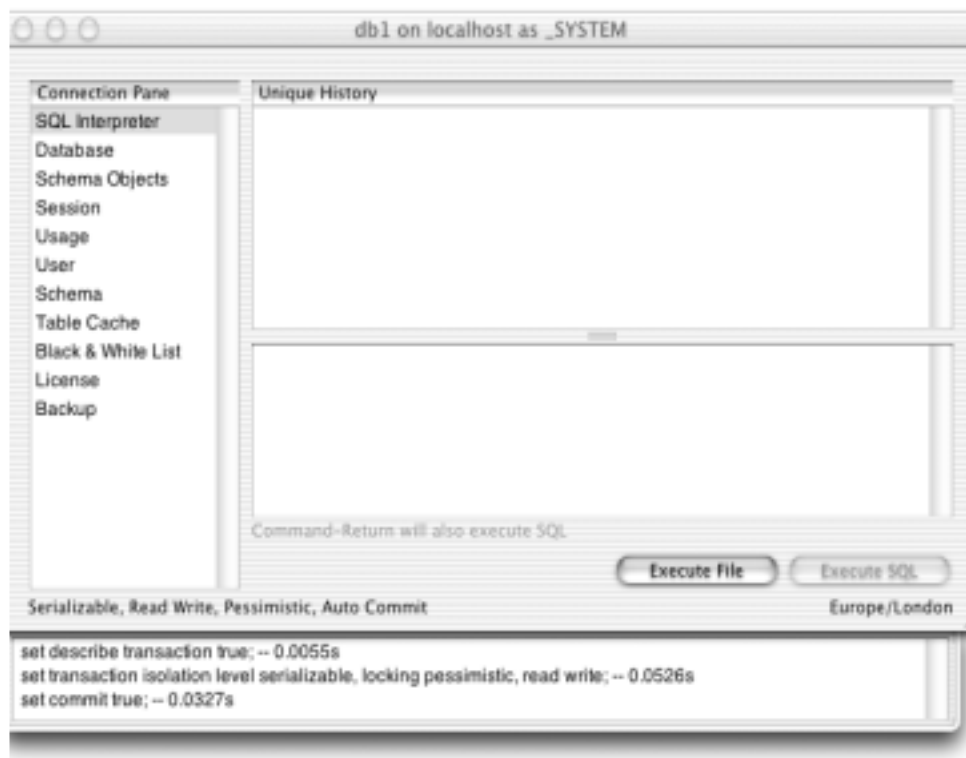 db1 on localhost as _SYSTEM
Connection Pane
SQL Interpreter
Database
Schema Objects
Session
Usage
User
Schema
Table Cache
Black & White List
License
Backup
Unique History
Command-Return will also execute SQL
Execute File
Execute SQL
Serializable, Read Write, Pessimistic, Auto Commit
Europe/London
set describe transaction true; -- 0.0055s
set transaction isolation level serializable, locking pessimistic, read write; -- 0.0526s
set commit true; -- 0.0327s